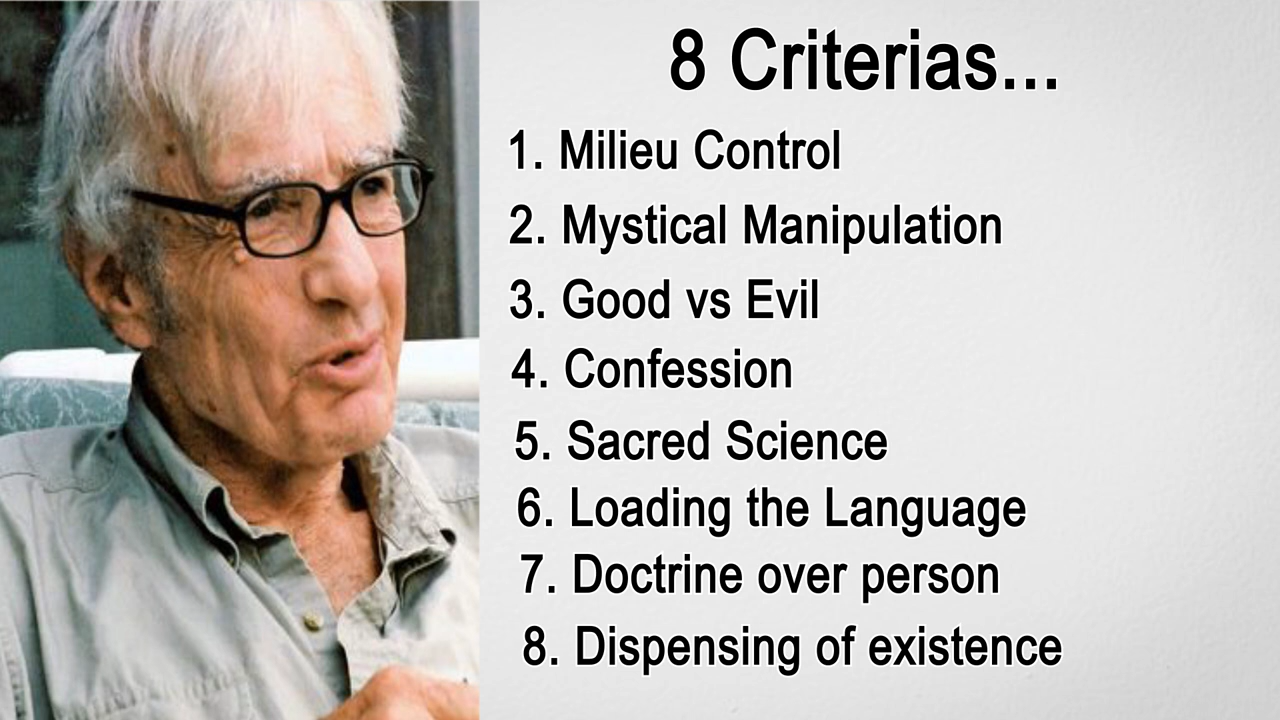 8 Criterias...
1. Milieu Control
2. Mystical Manipulation
3. Good vs Evil
4. Confession
5. Sacred Science
6. Loading the Language
7. Doctrine over person
8. Dispensing of existence